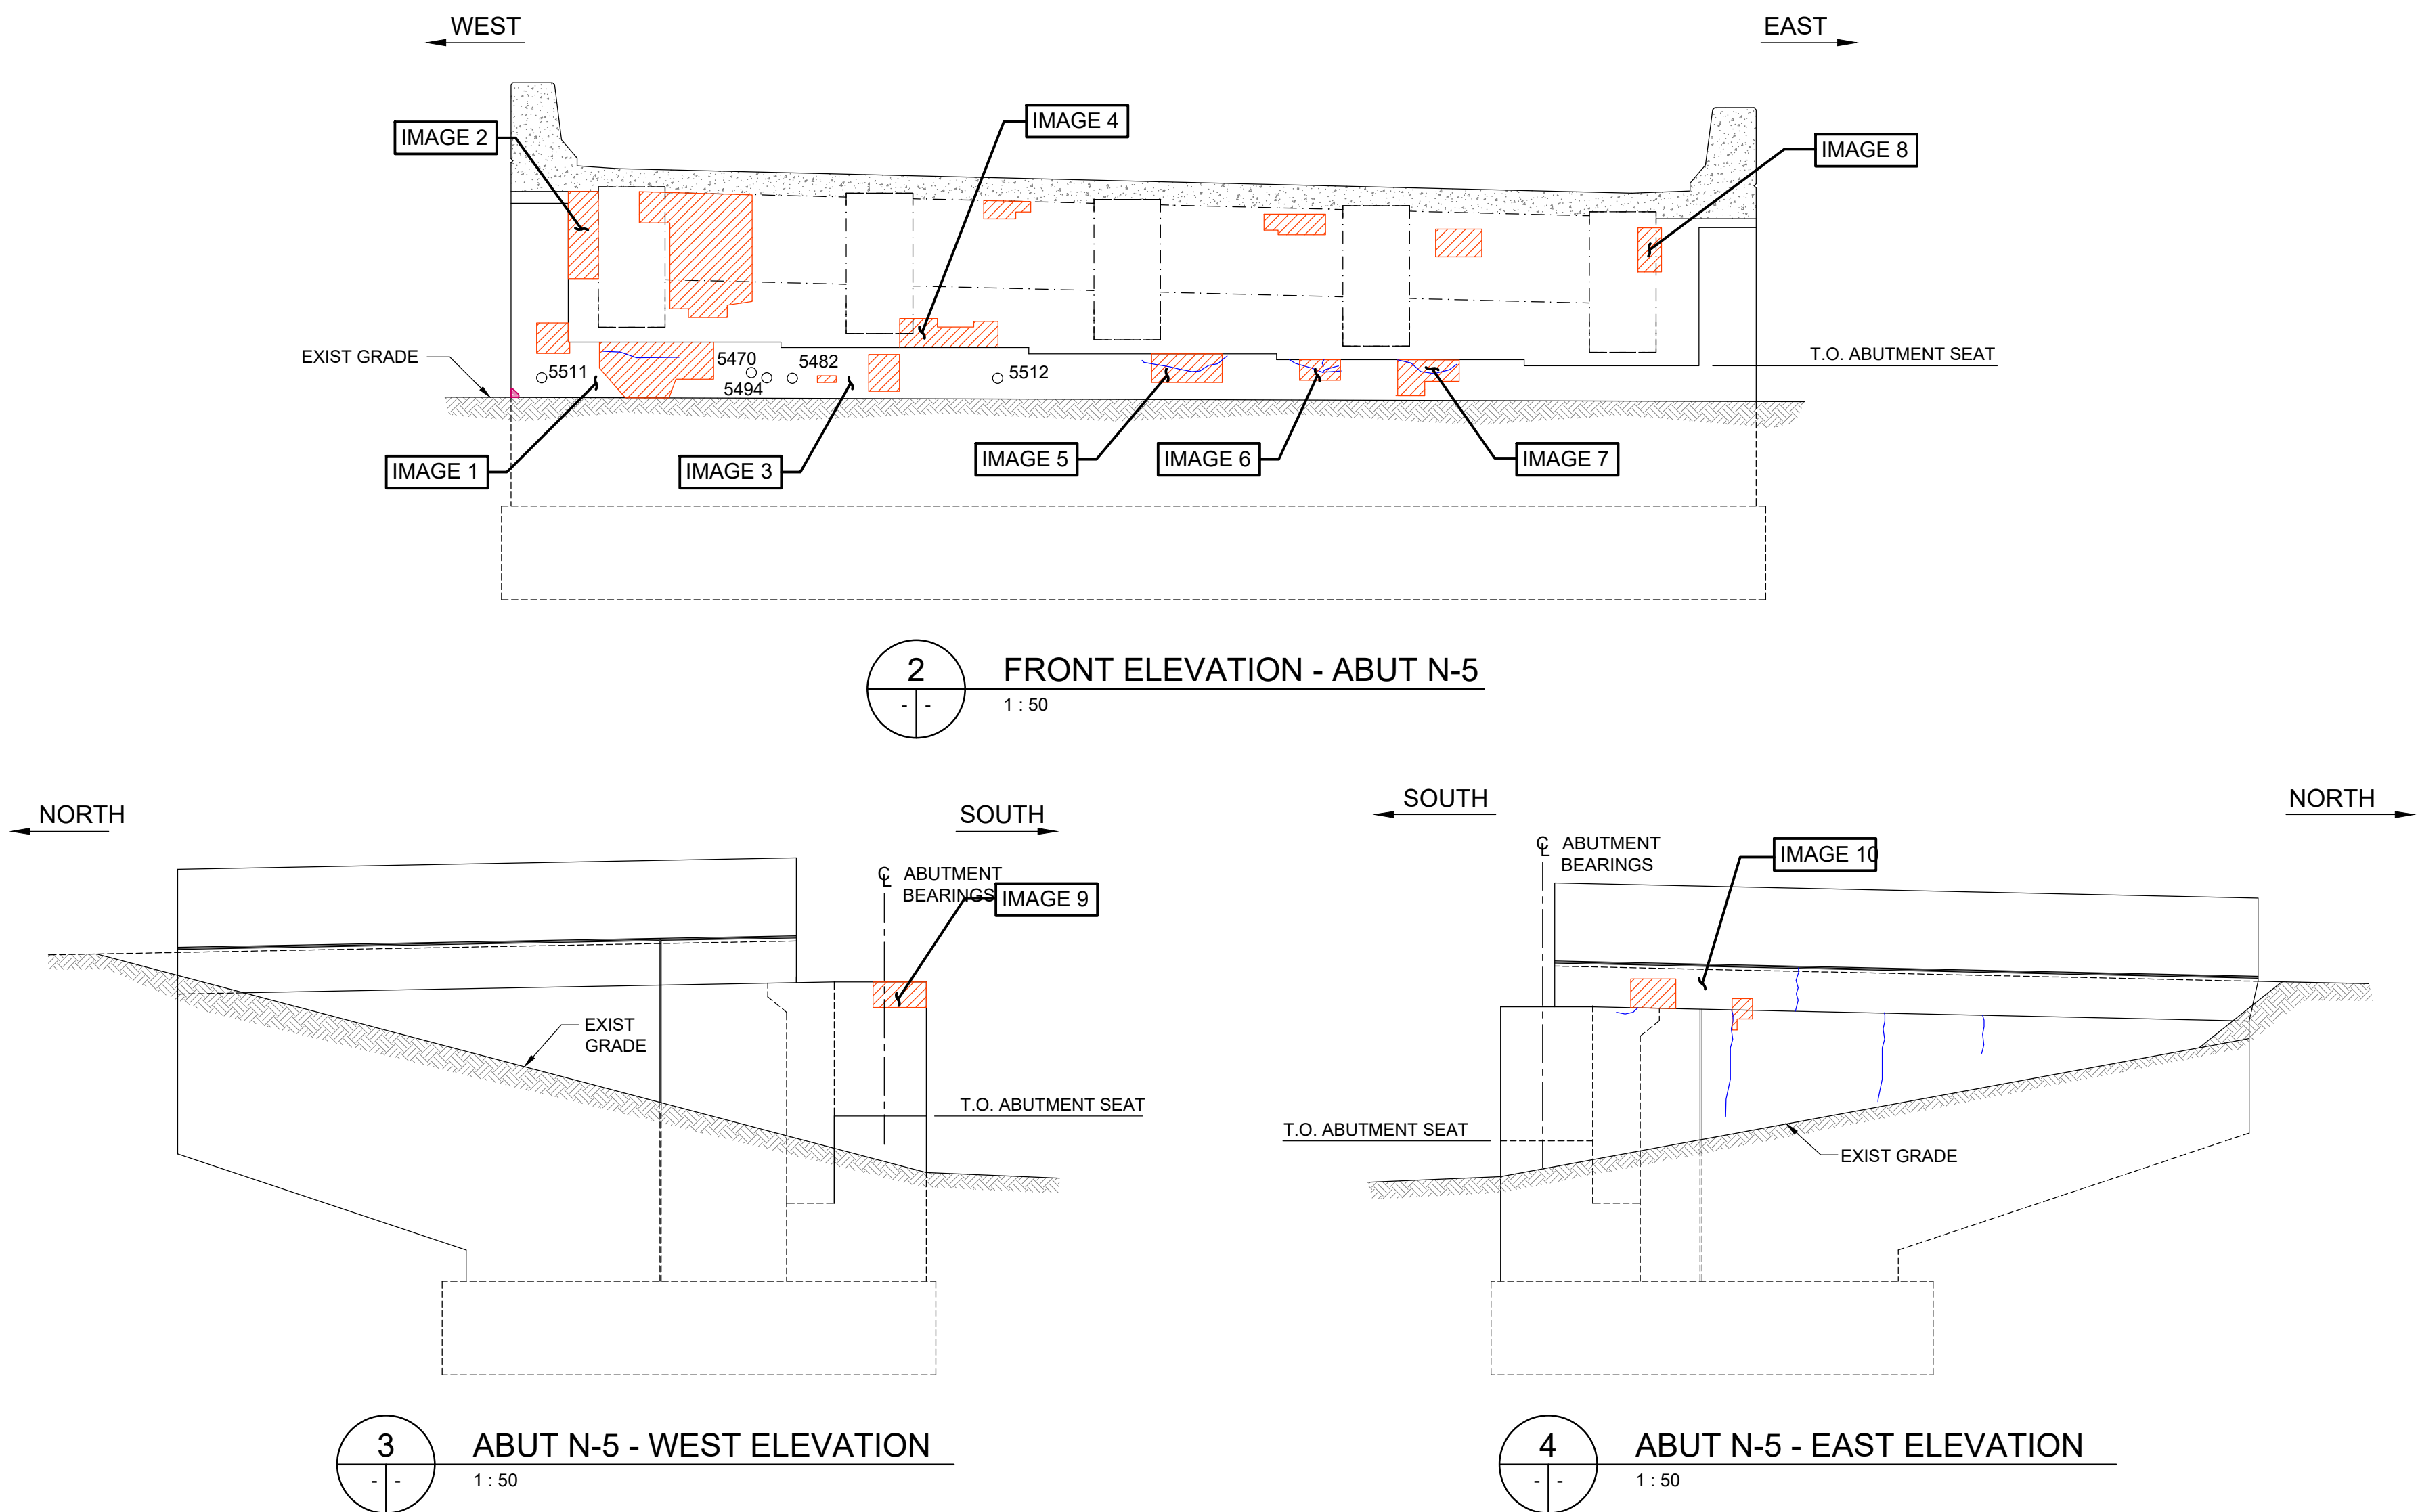 WEST
EAST
IMAGE 2
IMAGE 4
IMAGE 8
EXIST GRADE
5511
5470
5494
5482
5512
T.O. ABUTMENT SEAT
IMAGE 1
IMAGE 3
IMAGE 5
IMAGE 6
IMAGE 7
2
- -
FRONT ELEVATION - ABUT N-5
1 : 50
NORTH
SOUTH
℄ ABUTMENT
BEARINGS
IMAGE 9
EXIST
GRADE
T.O. ABUTMENT SEAT
3
- -
ABUT N-5 - WEST ELEVATION
1 : 50
SOUTH
NORTH
℄ ABUTMENT
BEARINGS
IMAGE 10
T.O. ABUTMENT SEAT
EXIST GRADE
4
- -
ABUT N-5 - EAST ELEVATION
1 : 50